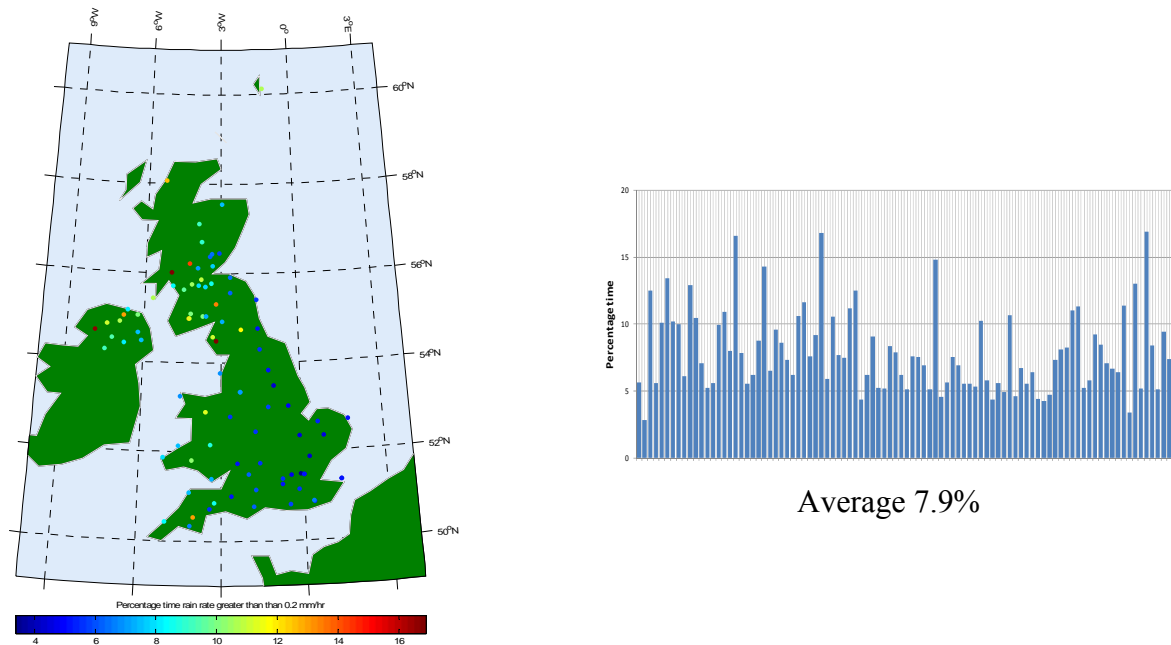 9°W
6°W
3°W
0°
3°E
60°N
58°N
56°N
54°N
52°N
50°N
Percentage time rain rate greater than than 0.2 mm/hr
4 6 8 10 12 14 16
20
15
10
5
0
Percentage time
Average 7.9%